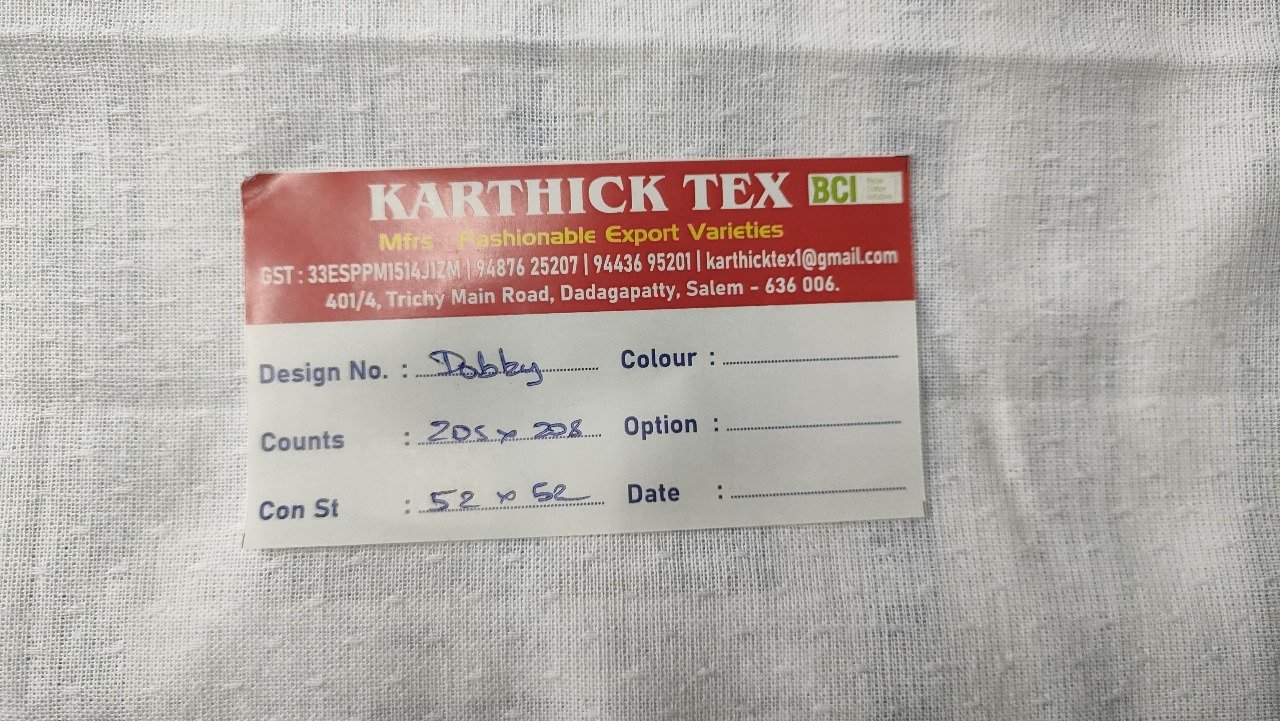 KARTHICK TEX BCI
Mfrs : Fashionable Export Varieties
GST : 33ESPPM1514J1ZM | 94876 25207 | 94436 95201 | karthicktex1@gmail.com
401/4, Trichy Main Road, Dadagapatty, Salem - 636 006.
Design No. : Dobby Colour :
Counts : 20s x 20s Option :
Con St : 52 x 52 Date :